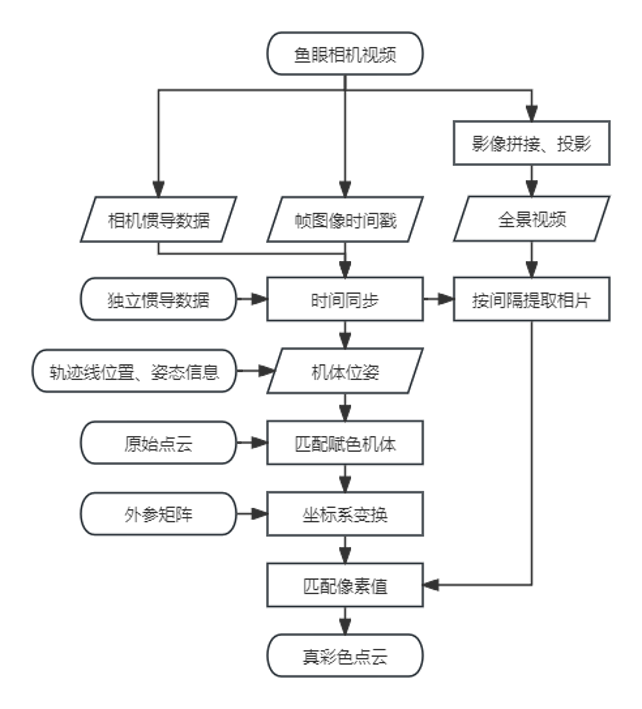 鱼眼相机视频
影像拼接、投影
相机惯导数据
帧图像时间戳
全景视频
独立惯导数据
时间同步
按间隔提取相片
轨迹线位置、姿态信息
机体位姿
原始点云
匹配赋色机体
外参矩阵
坐标系变换
匹配像素值
真彩色点云